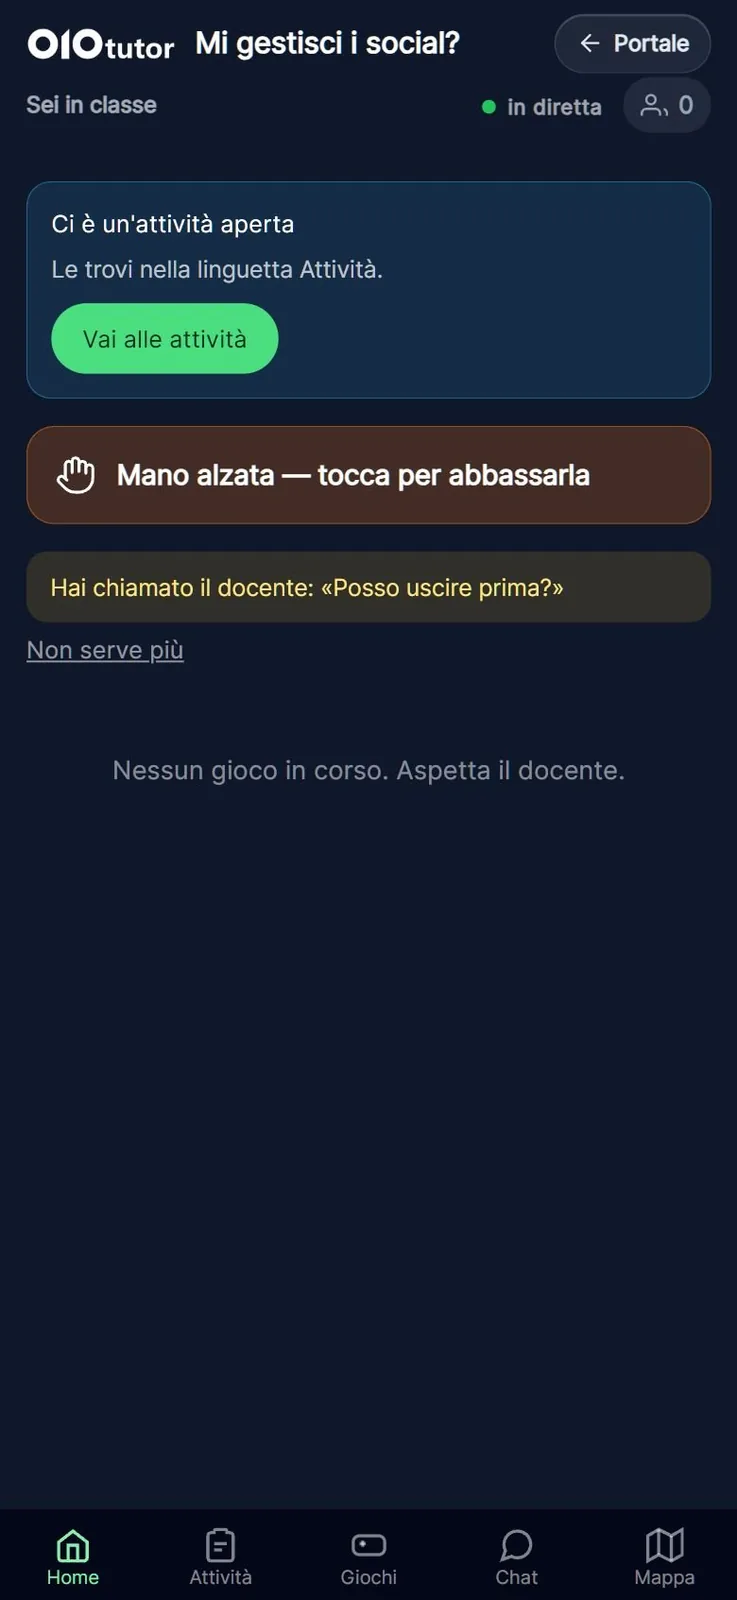 010tutor Mi gestisci i social? ← Portale
Sei in classe in diretta 0
Ci è un'attività aperta
Le trovi nella linguetta Attività.
Vai alle attività
Mano alzata — tocca per abbassarla
Hai chiamato il docente: «Posso uscire prima?»
Non serve più
Nessun gioco in corso. Aspetta il docente.
Home Attività Giochi Chat Mappa